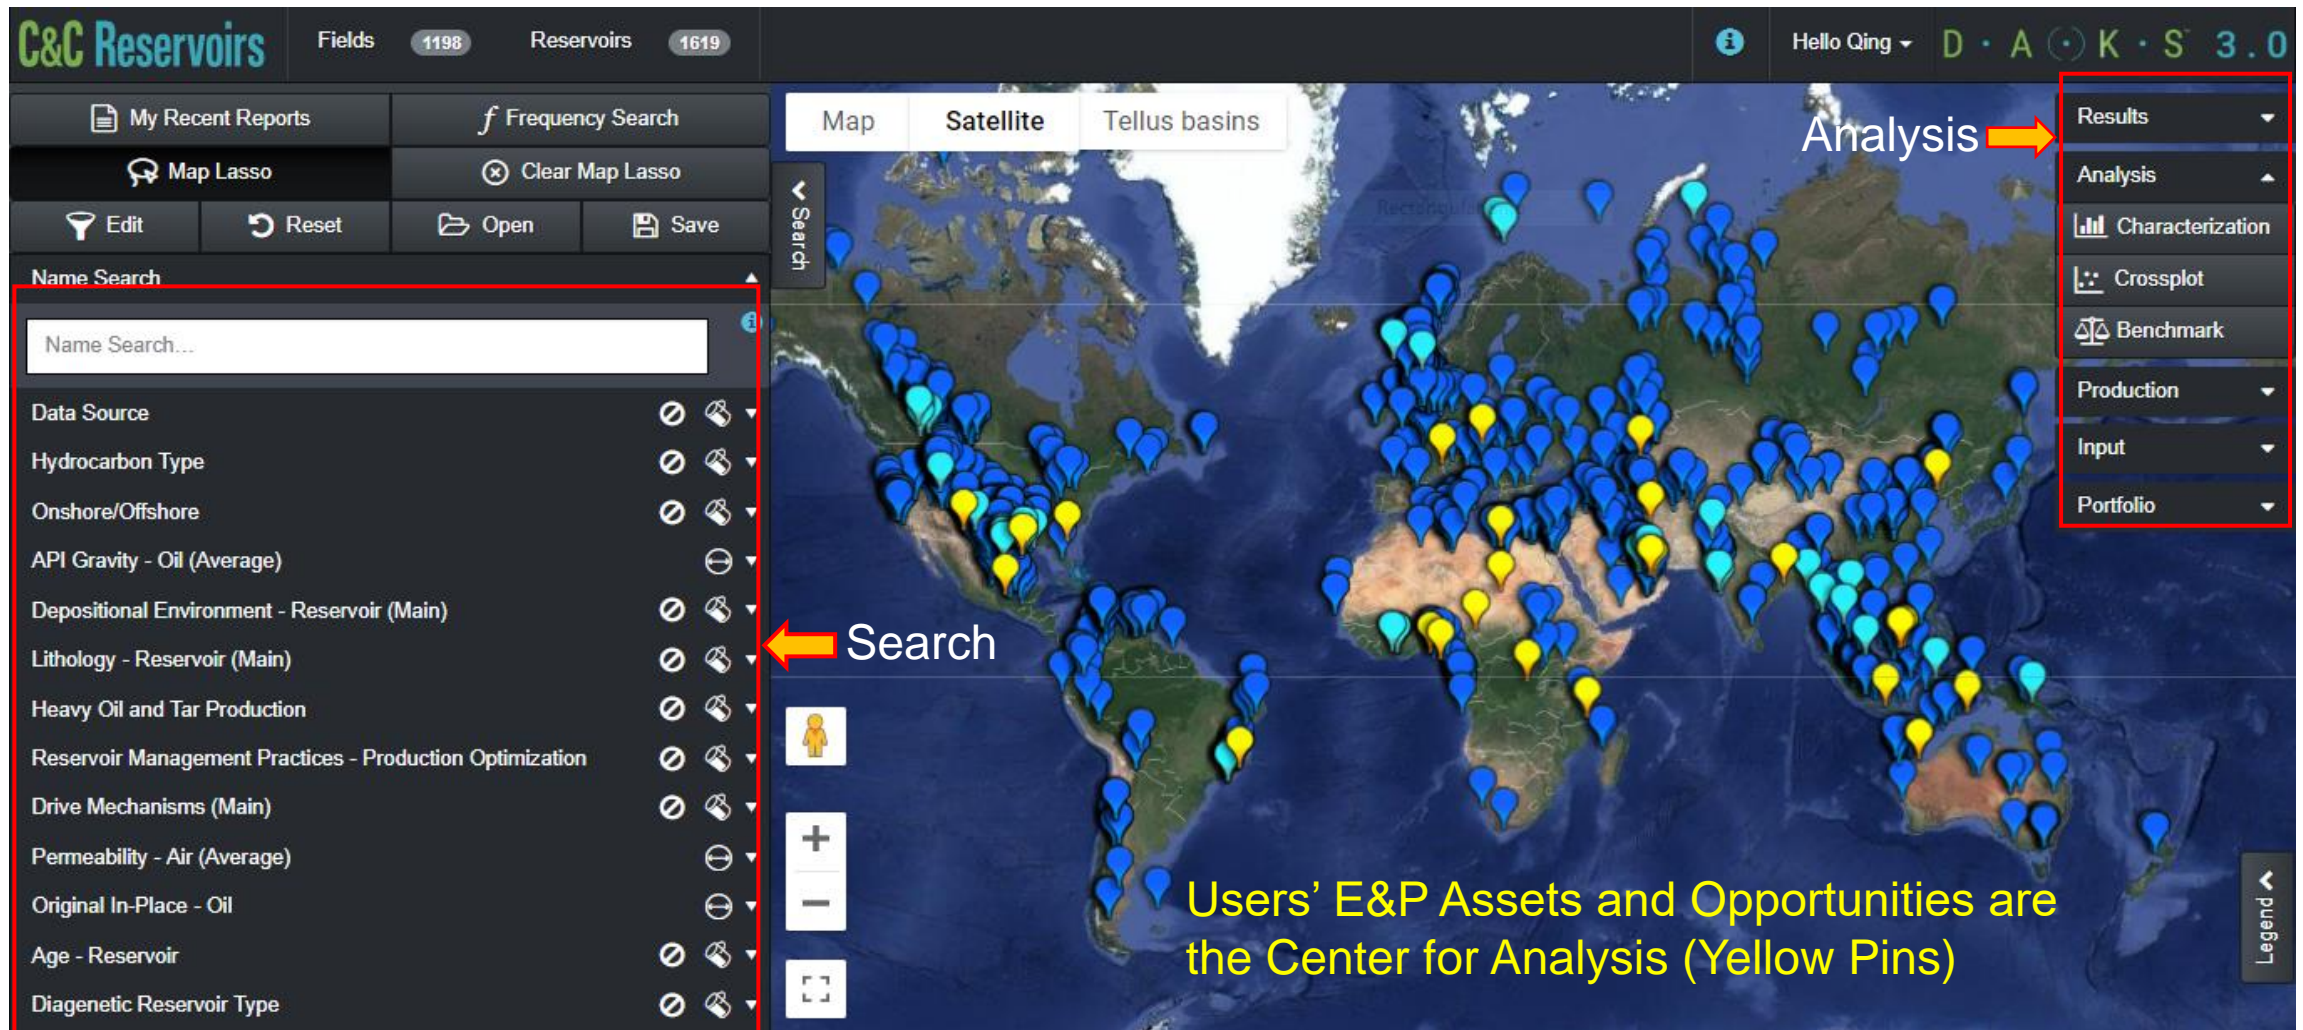 C&C Reservoirs
Fields 1198
Reservoirs 1619
Hello Qing
D · A · K · S™ 3.0
My Recent Reports
Frequency Search
Map Lasso
Clear Map Lasso
Edit
Reset
Open
Save
Name Search
Name Search...
Data Source
Hydrocarbon Type
Onshore/Offshore
API Gravity - Oil (Average)
Depositional Environment - Reservoir (Main)
Lithology - Reservoir (Main)
Heavy Oil and Tar Production
Reservoir Management Practices - Production Optimization
Drive Mechanisms (Main)
Permeability - Air (Average)
Original In-Place - Oil
Age - Reservoir
Diagenetic Reservoir Type
Map
Satellite
Tellus basins
Search
Search
Analysis
Results
Analysis
Characterization
Crossplot
Benchmark
Production
Input
Portfolio
Users' E&P Assets and Opportunities are
the Center for Analysis (Yellow Pins)
Legend